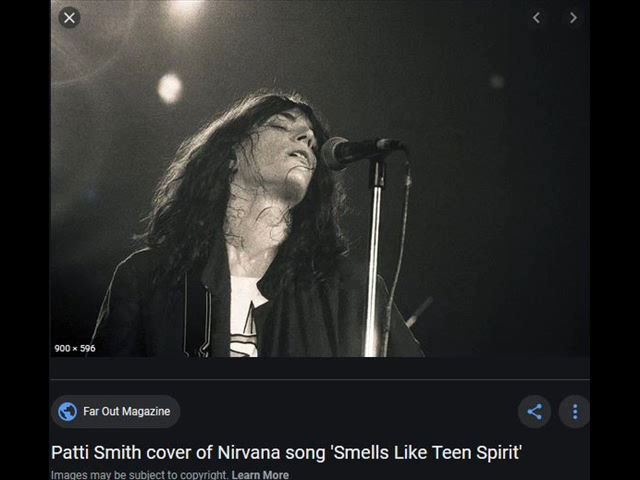 900 × 596
Far Out Magazine
Patti Smith cover of Nirvana song 'Smells Like Teen Spirit'
Images may be subject to copyright. Learn More